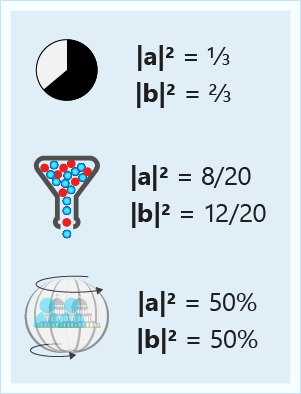 |a|² = ⅓
|b|² = ⅔
|a|² = 8/20
|b|² = 12/20
|a|² = 50%
|b|² = 50%